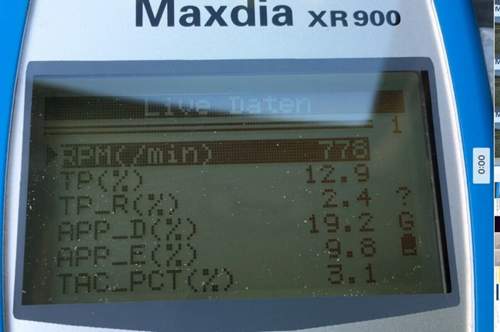 Maxdia XR900
Live Daten
1
RPM(/min) 778
TP(%) 12.9
TP_R(%) 2.4 ?
APP_D(%) 19.2 G
APP_E(%) 9.8
TAC_PCT(%) 3.1
00:0